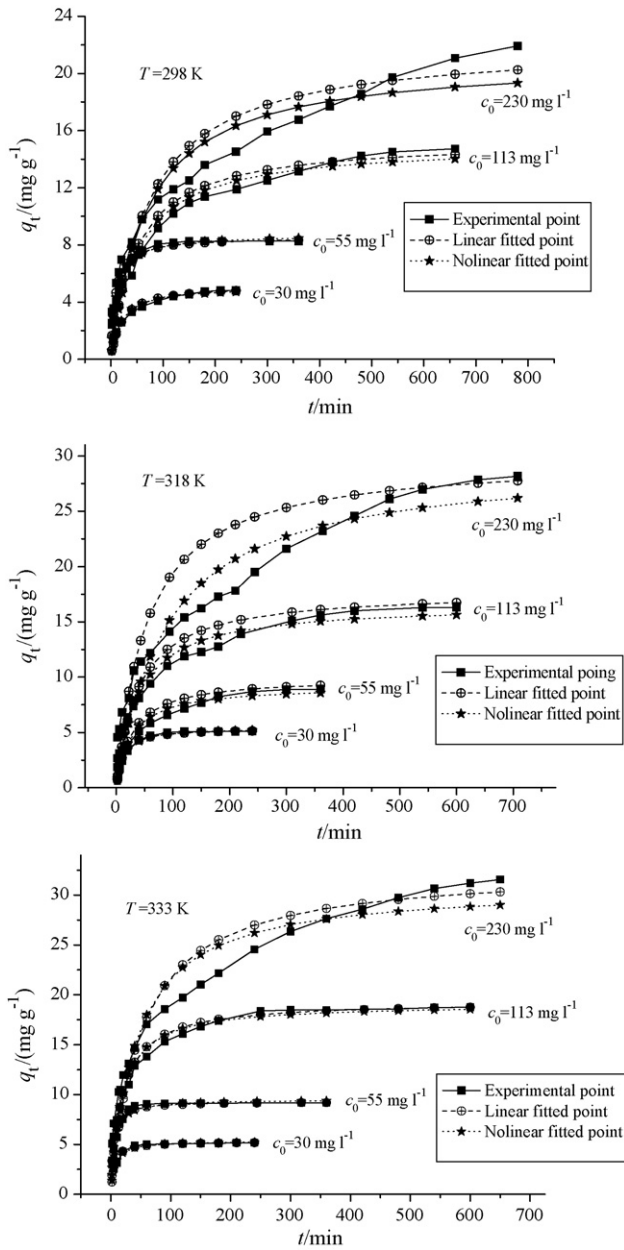 24
20
16
12
8
4
0
0 100 200 300 400 500 600 700 800
qt/(mg g-1)
t/min
T=298 K
c0=230 mg l-1
c0=113 mg l-1
c0=55 mg l-1
c0=30 mg l-1
Experimental point
Linear fitted point
Nolinear fitted point
30
25
20
15
10
5
0
0 100 200 300 400 500 600 700
qt/(mg g-1)
t/min
T=318 K
c0=230 mg l-1
c0=113 mg l-1
c0=55 mg l-1
c0=30 mg l-1
Experimental poing
Linear fitted point
Nolinear fitted point
30
25
20
15
10
5
0
0 100 200 300 400 500 600 700
qt/(mg g-1)
t/min
T=333 K
c0=230 mg l-1
c0=113 mg l-1
c0=55 mg l-1
c0=30 mg l-1
Experimental point
Linear fitted point
Nolinear fitted point